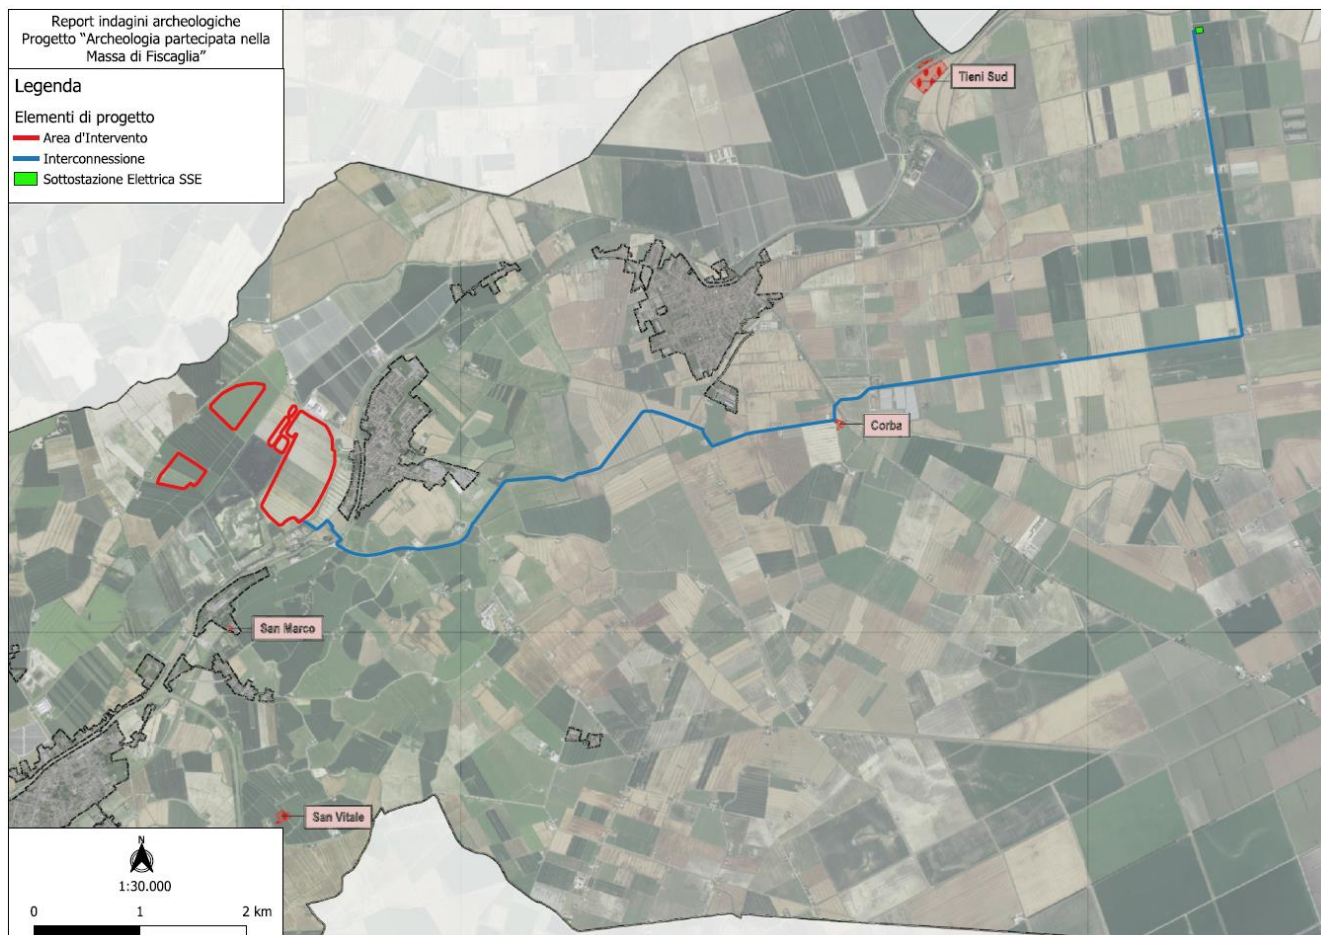 Report indagini archeologiche
Progetto “Archeologia partecipata nella
Massa di Fiscaglia”
Legenda
Elementi di progetto
Area d'Intervento
Interconnessione
Sottostazione Elettrica SSE
Tieni Sud
Corba
San Marco
San Vitale
N
1:30.000
0 1 2 km